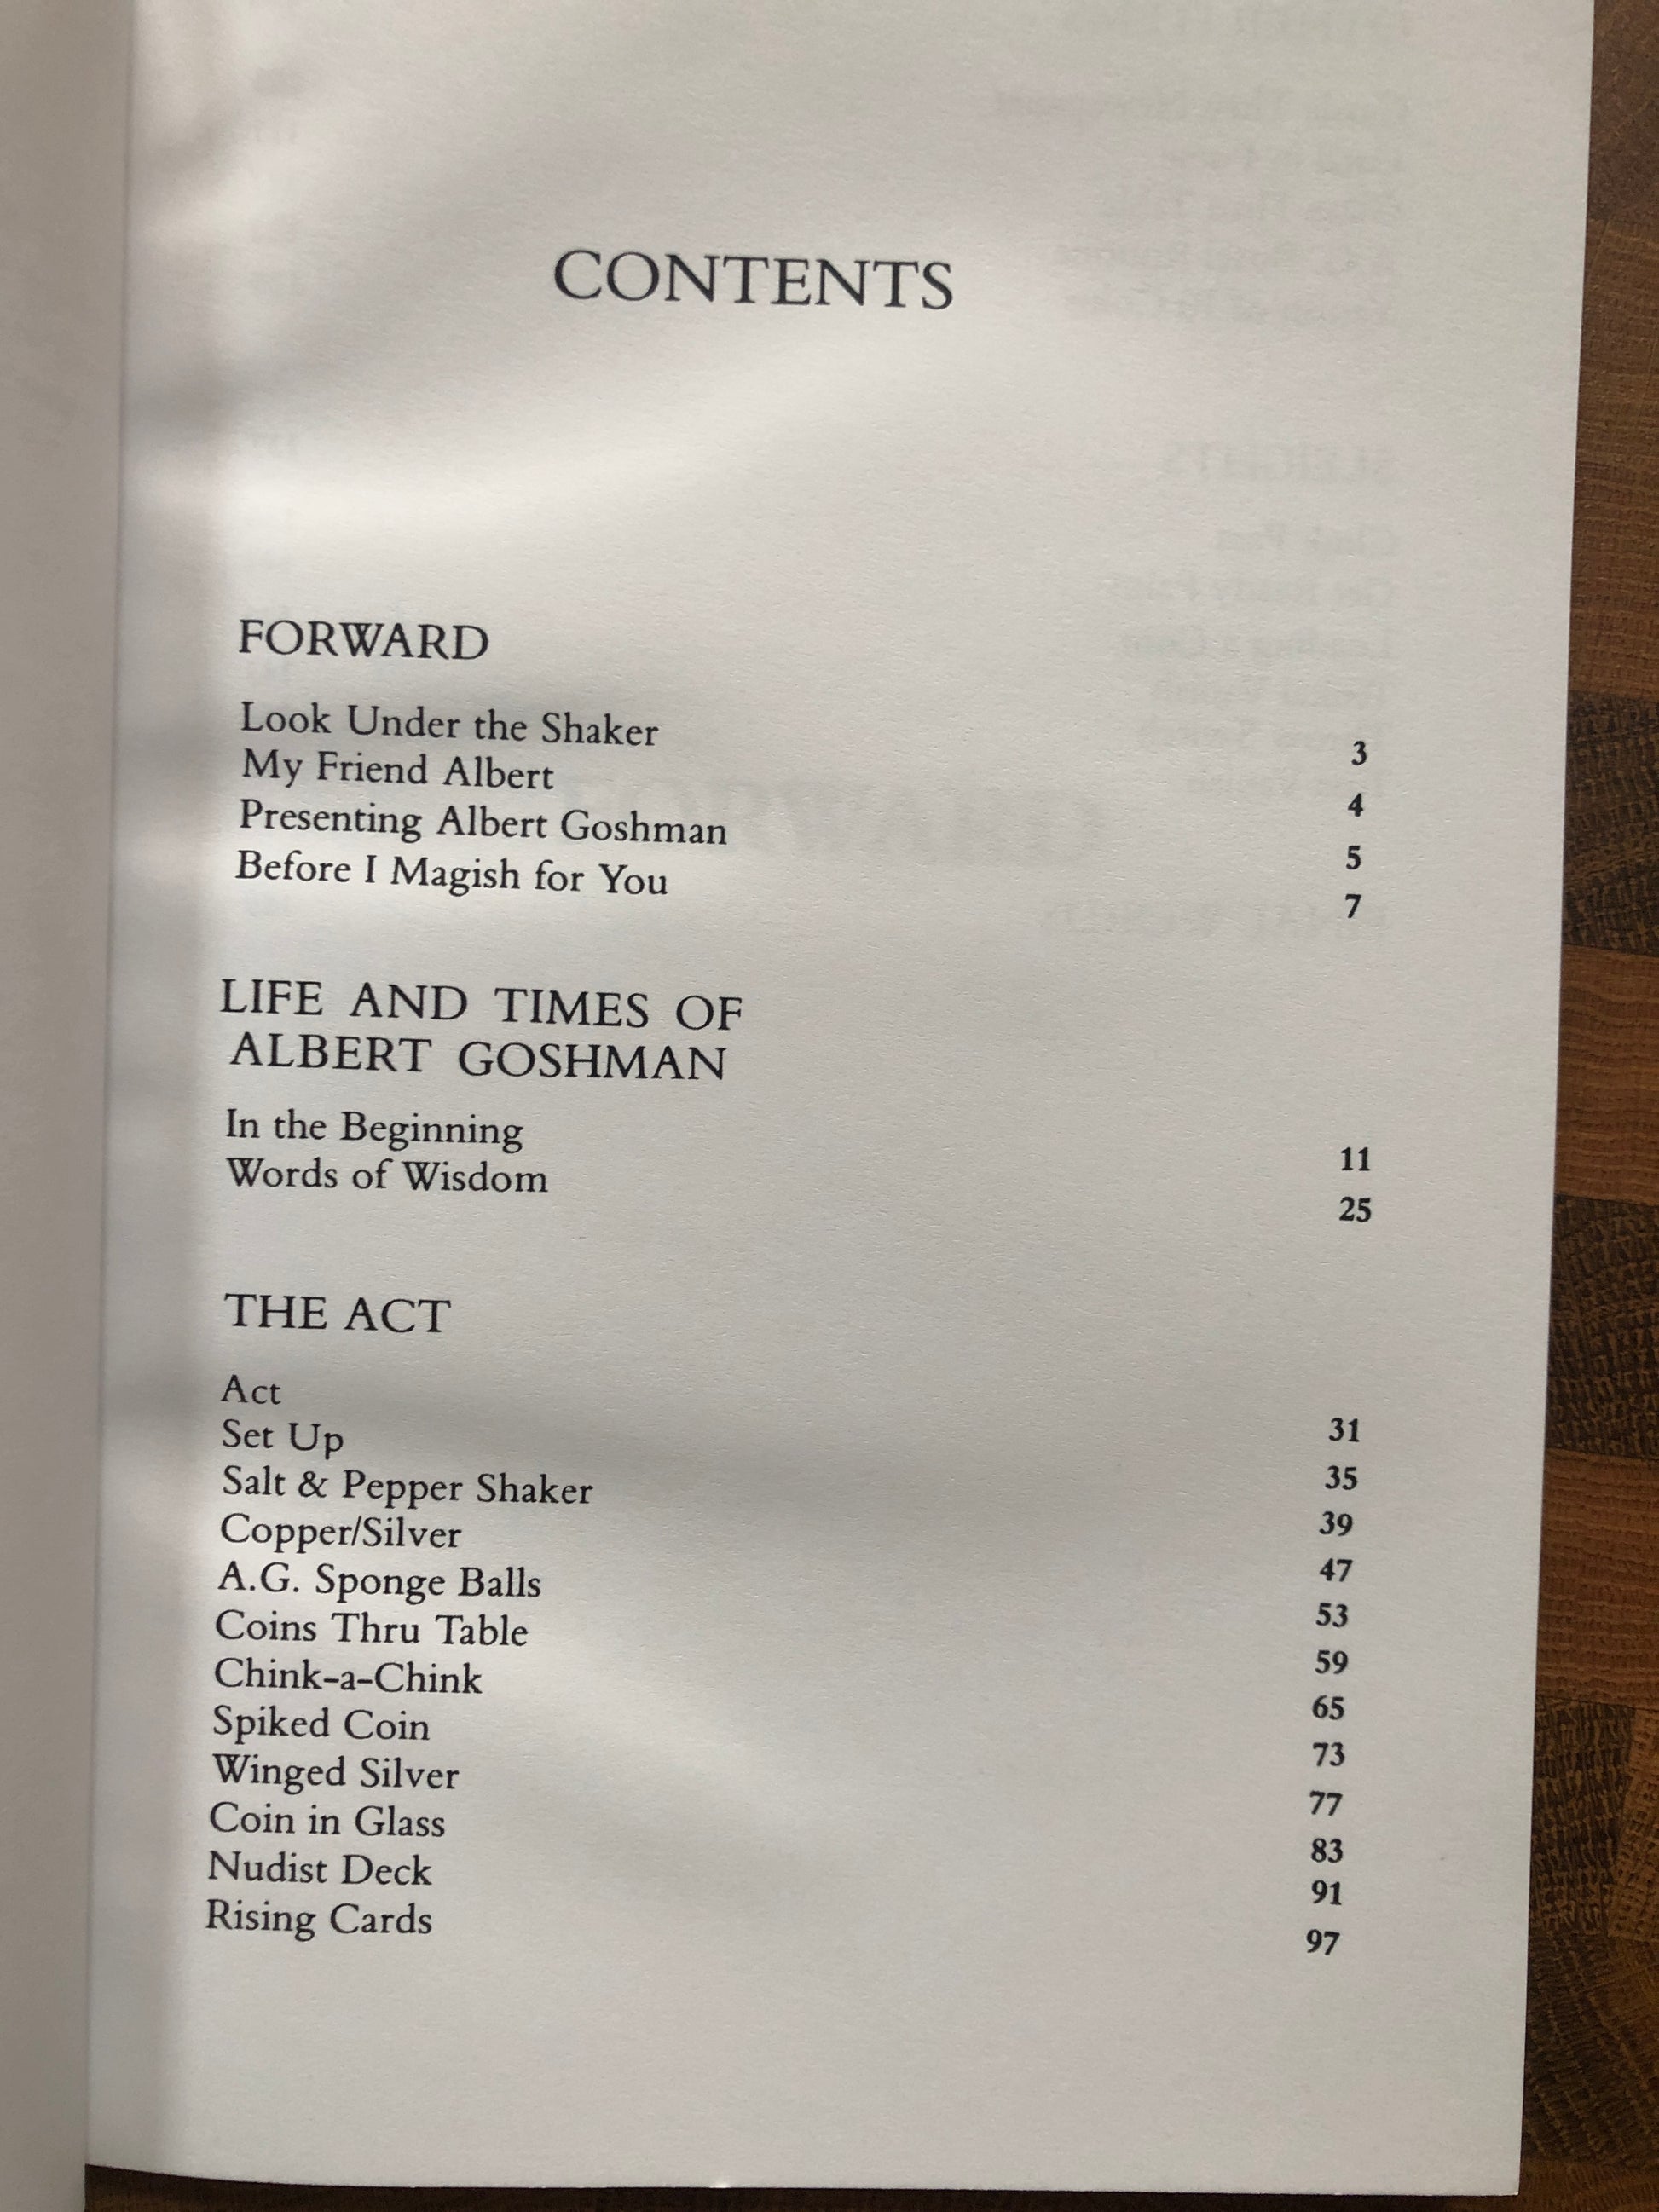 CONTENTS
FORWARD
Look Under the Shaker 3
My Friend Albert 4
Presenting Albert Goshman 5
Before I Magish for You 7
LIFE AND TIMES OF
ALBERT GOSHMAN
In the Beginning 11
Words of Wisdom 25
THE ACT
Act 31
Set Up 35
Salt & Pepper Shaker 39
Copper/Silver 47
A.G. Sponge Balls 53
Coins Thru Table 59
Chink-a-Chink 65
Spiked Coin 73
Winged Silver 77
Coin in Glass 83
Nudist Deck 91
Rising Cards 97